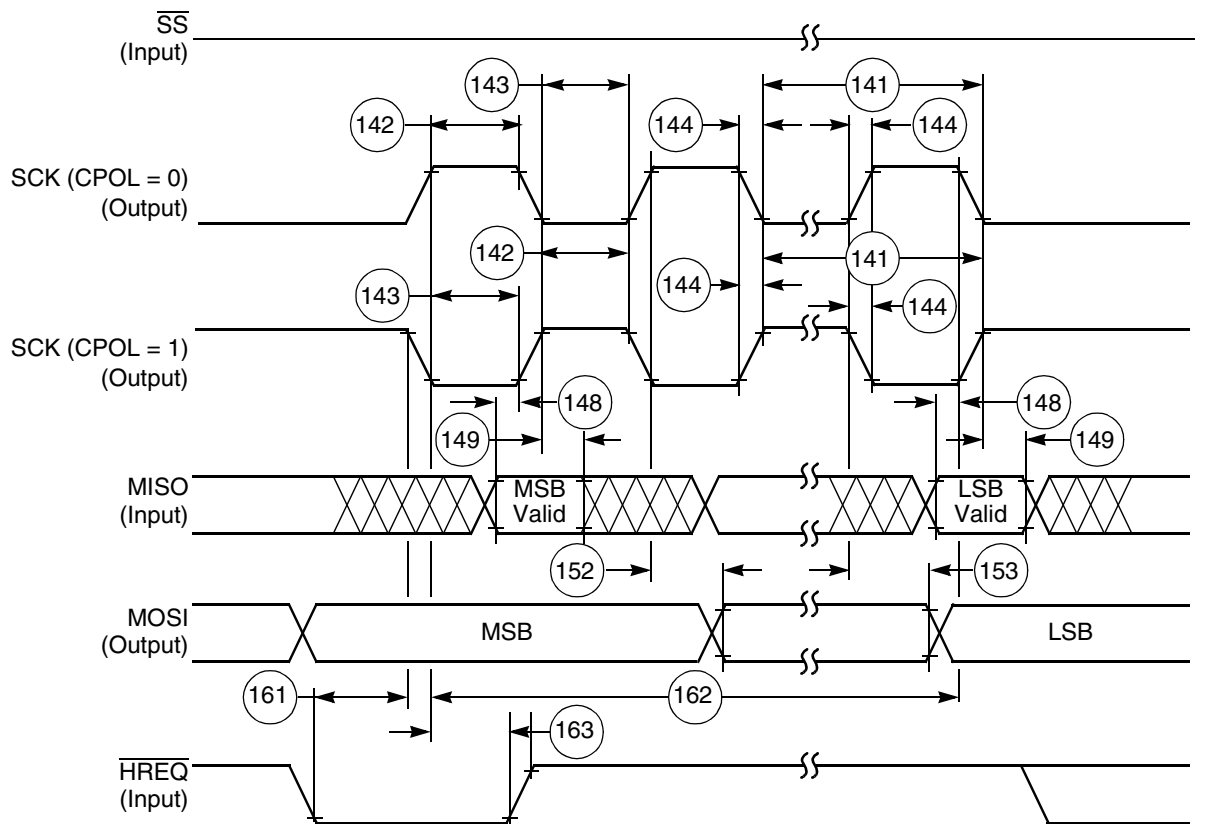 SS
(Input)
143
141
142
144
144
SCK (CPOL = 0)
(Output)
142
141
143
144
144
SCK (CPOL = 1)
(Output)
148
148
149
149
MISO
(Input)
MSB
Valid
LSB
Valid
152
153
MOSI
(Output)
MSB
LSB
161
162
163
HREQ
(Input)